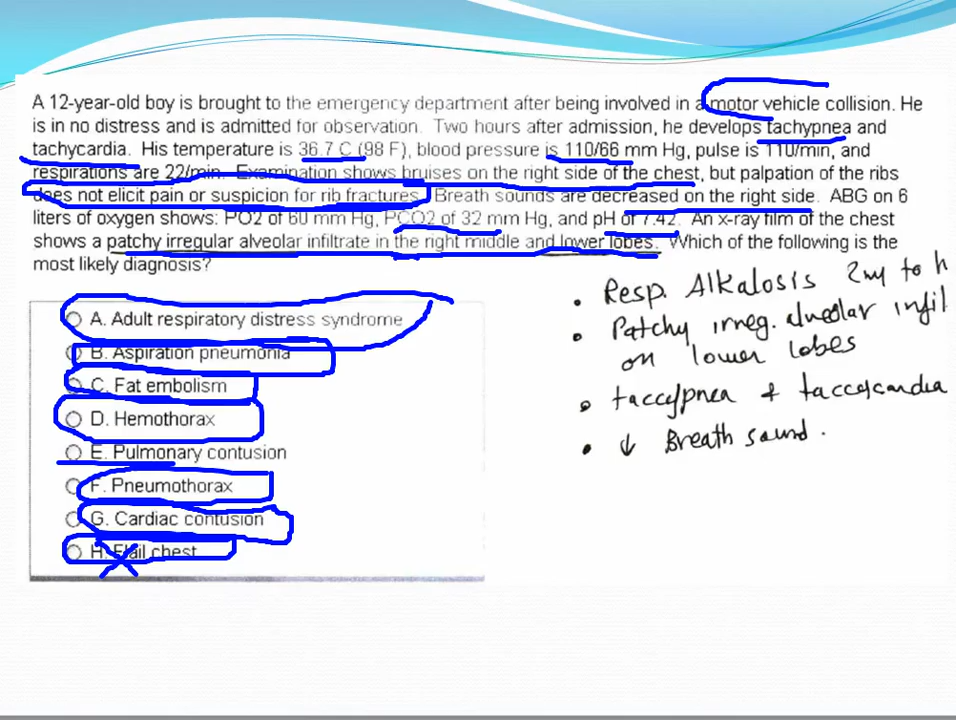 A 12-year-old boy is brought to the emergency department after being involved in a motor vehicle collision. He
is in no distress and is admitted for observation. Two hours after admission, he develops tachypnea and
tachycardia. His temperature is 36.7 C (98 F), blood pressure is 110/66 mm Hg, pulse is 110/min, and
respirations are 22/min. Examination shows bruises on the right side of the chest, but palpation of the ribs
does not elicit pain or suspicion for rib fractures. Breath sounds are decreased on the right side. ABG on 6
liters of oxygen shows: PO2 of 60 mm Hg, PCO2 of 32 mm Hg, and pH of 7.42. An x-ray film of the chest
shows a patchy irregular alveolar infiltrate in the right middle and lower lobes. Which of the following is the
most likely diagnosis?
A. Adult respiratory distress syndrome
B. Aspiration pneumonia
C. Fat embolism
D. Hemothorax
E. Pulmonary contusion
F. Pneumothorax
G. Cardiac contusion
H. Flail chest
• Resp. Alkalosis 2ry to h
• Patchy irreg. alveolar infil
on lower lobes
• taccypnea + taccycardia
• ↓ Breath sound.